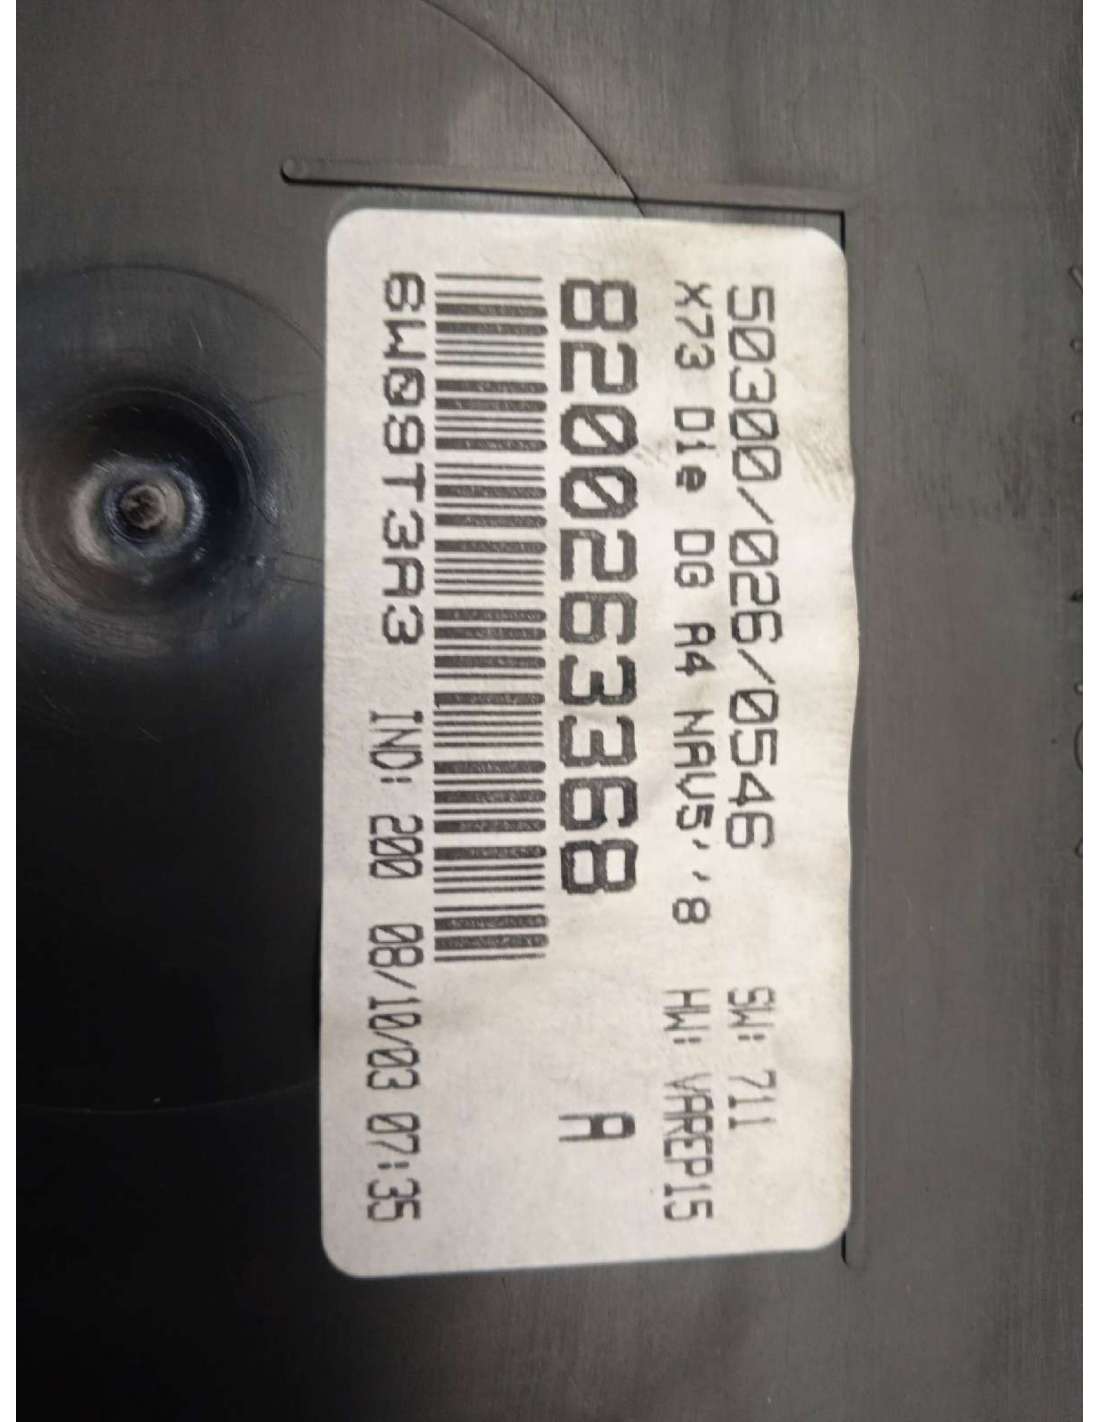 50300/026/0546 SW: 711
X73 Die DG A4 NAV5''8 HW: VAREP15
8200263368 A
6W09T3A3 IND: 200 08/10/03 07:35